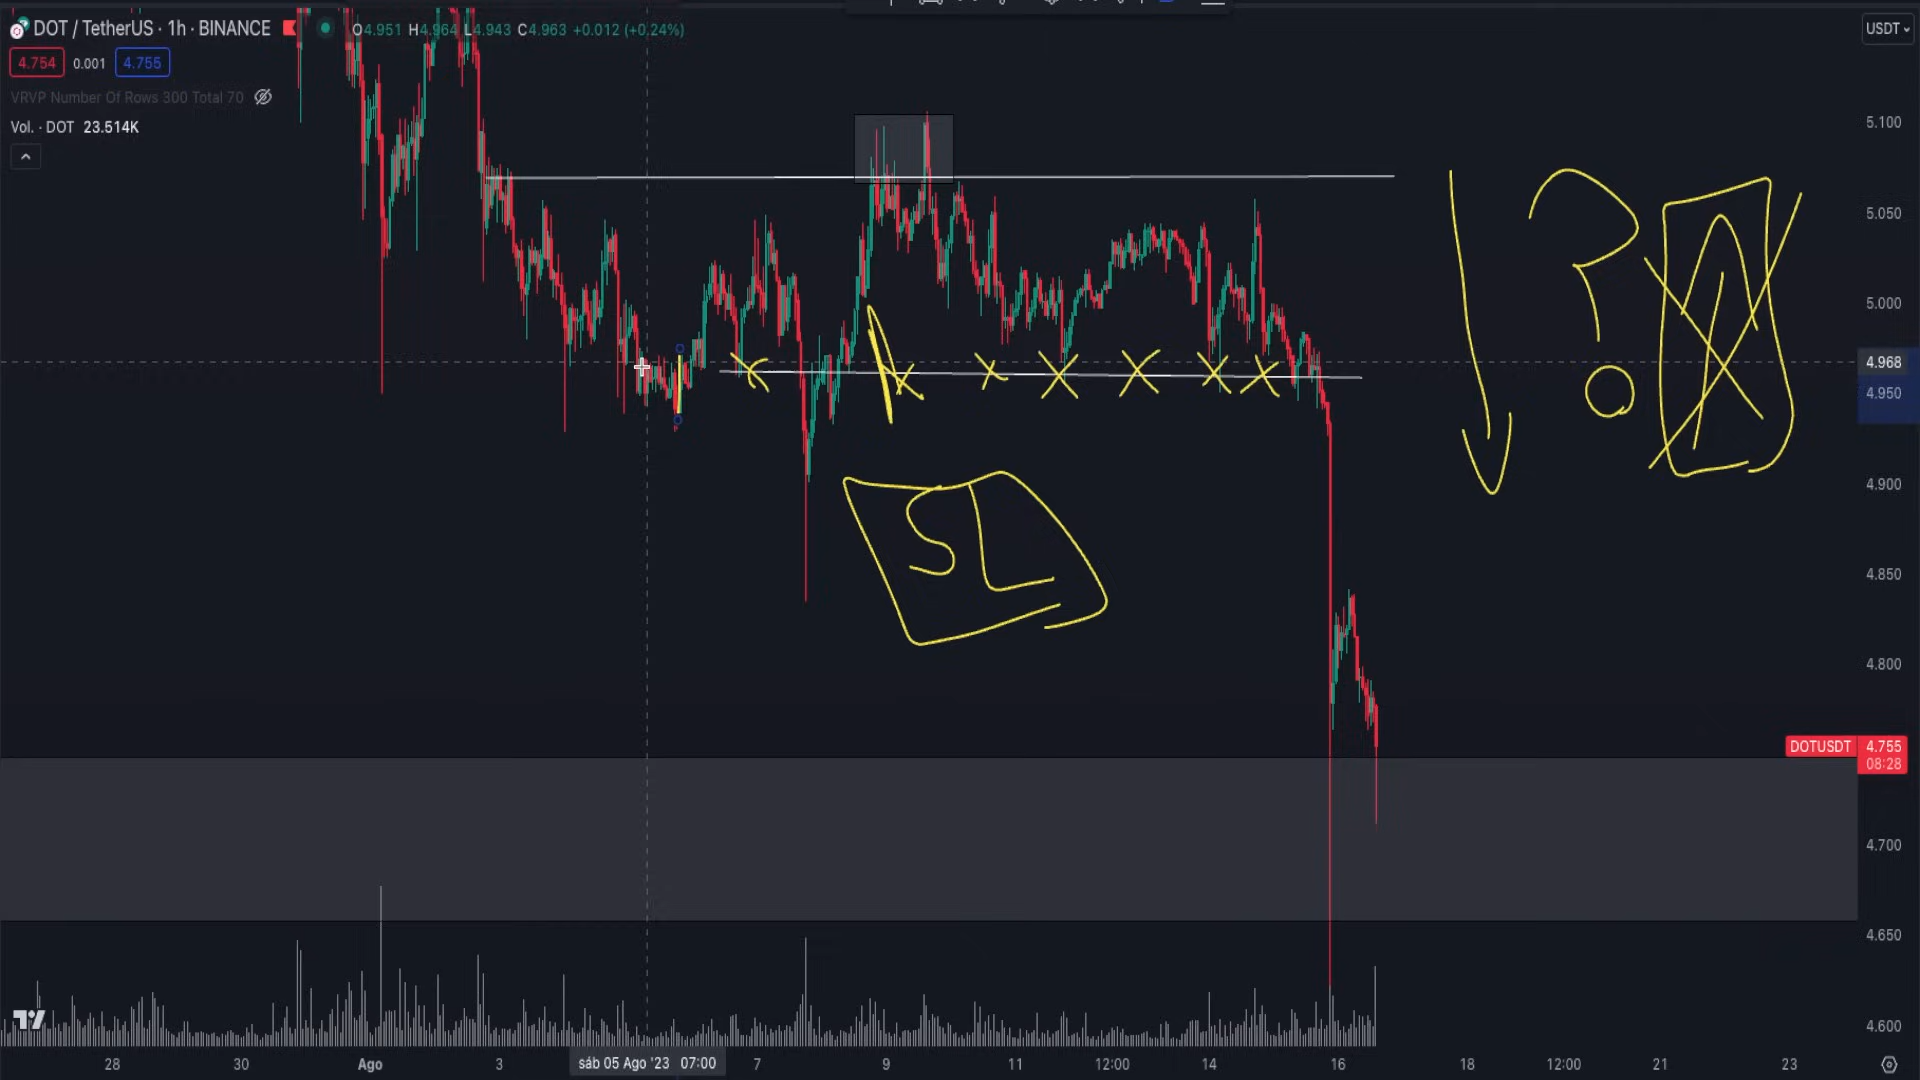 DOT / TetherUS · 1h · BINANCE O4.951 H4.964 L4.943 C4.963 +0.012 (+0.24%) USDT
4.754 0.001 4.755
VRVP Number Of Rows 300 Total 70
Vol. · DOT 23.514K
5.100
5.050
5.000
4.968
4.950
4.900
SL
4.850
4.800
DOTUSDT 4.755
08:28
4.700
4.650
4.600
28 30 Ago 3 sáb 05 Ago '23 07:00 7 9 11 12:00 14 16 18 12:00 21 23
?
x x x x x x x